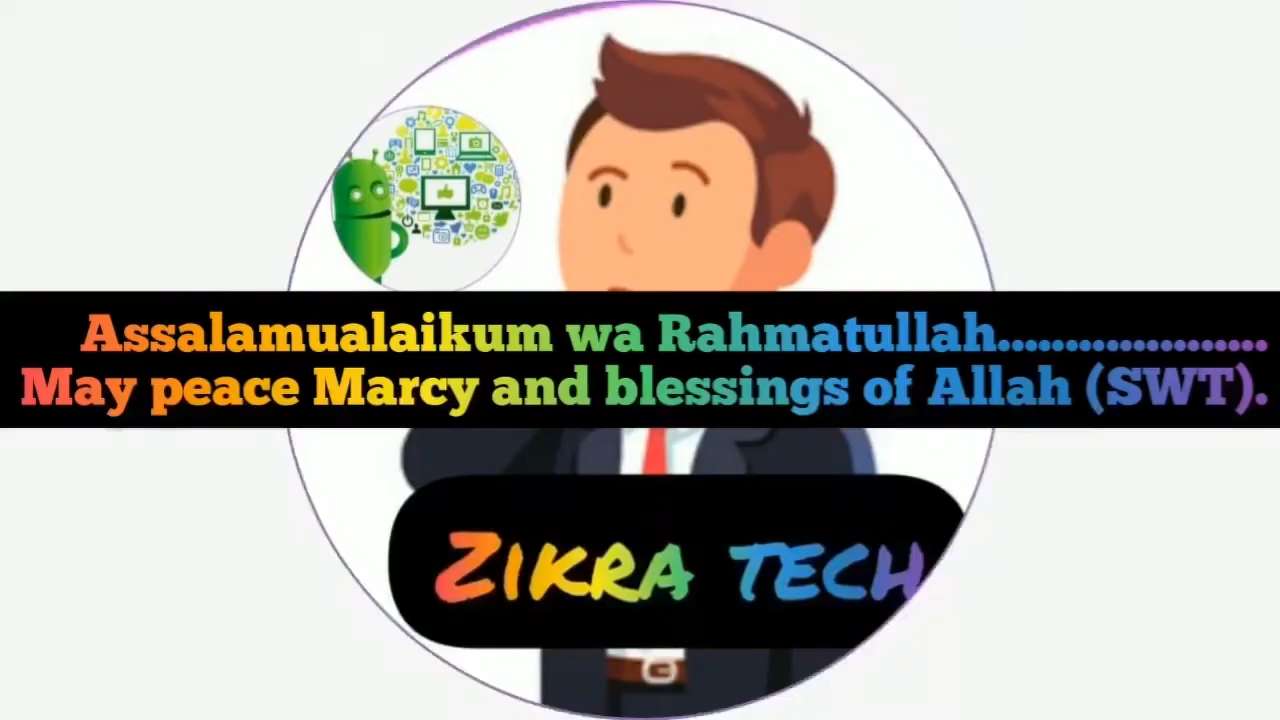 Assalamualaikum wa Rahmatullah....................
May peace Marcy and blessings of Allah (SWT).
ZIKRA TECH